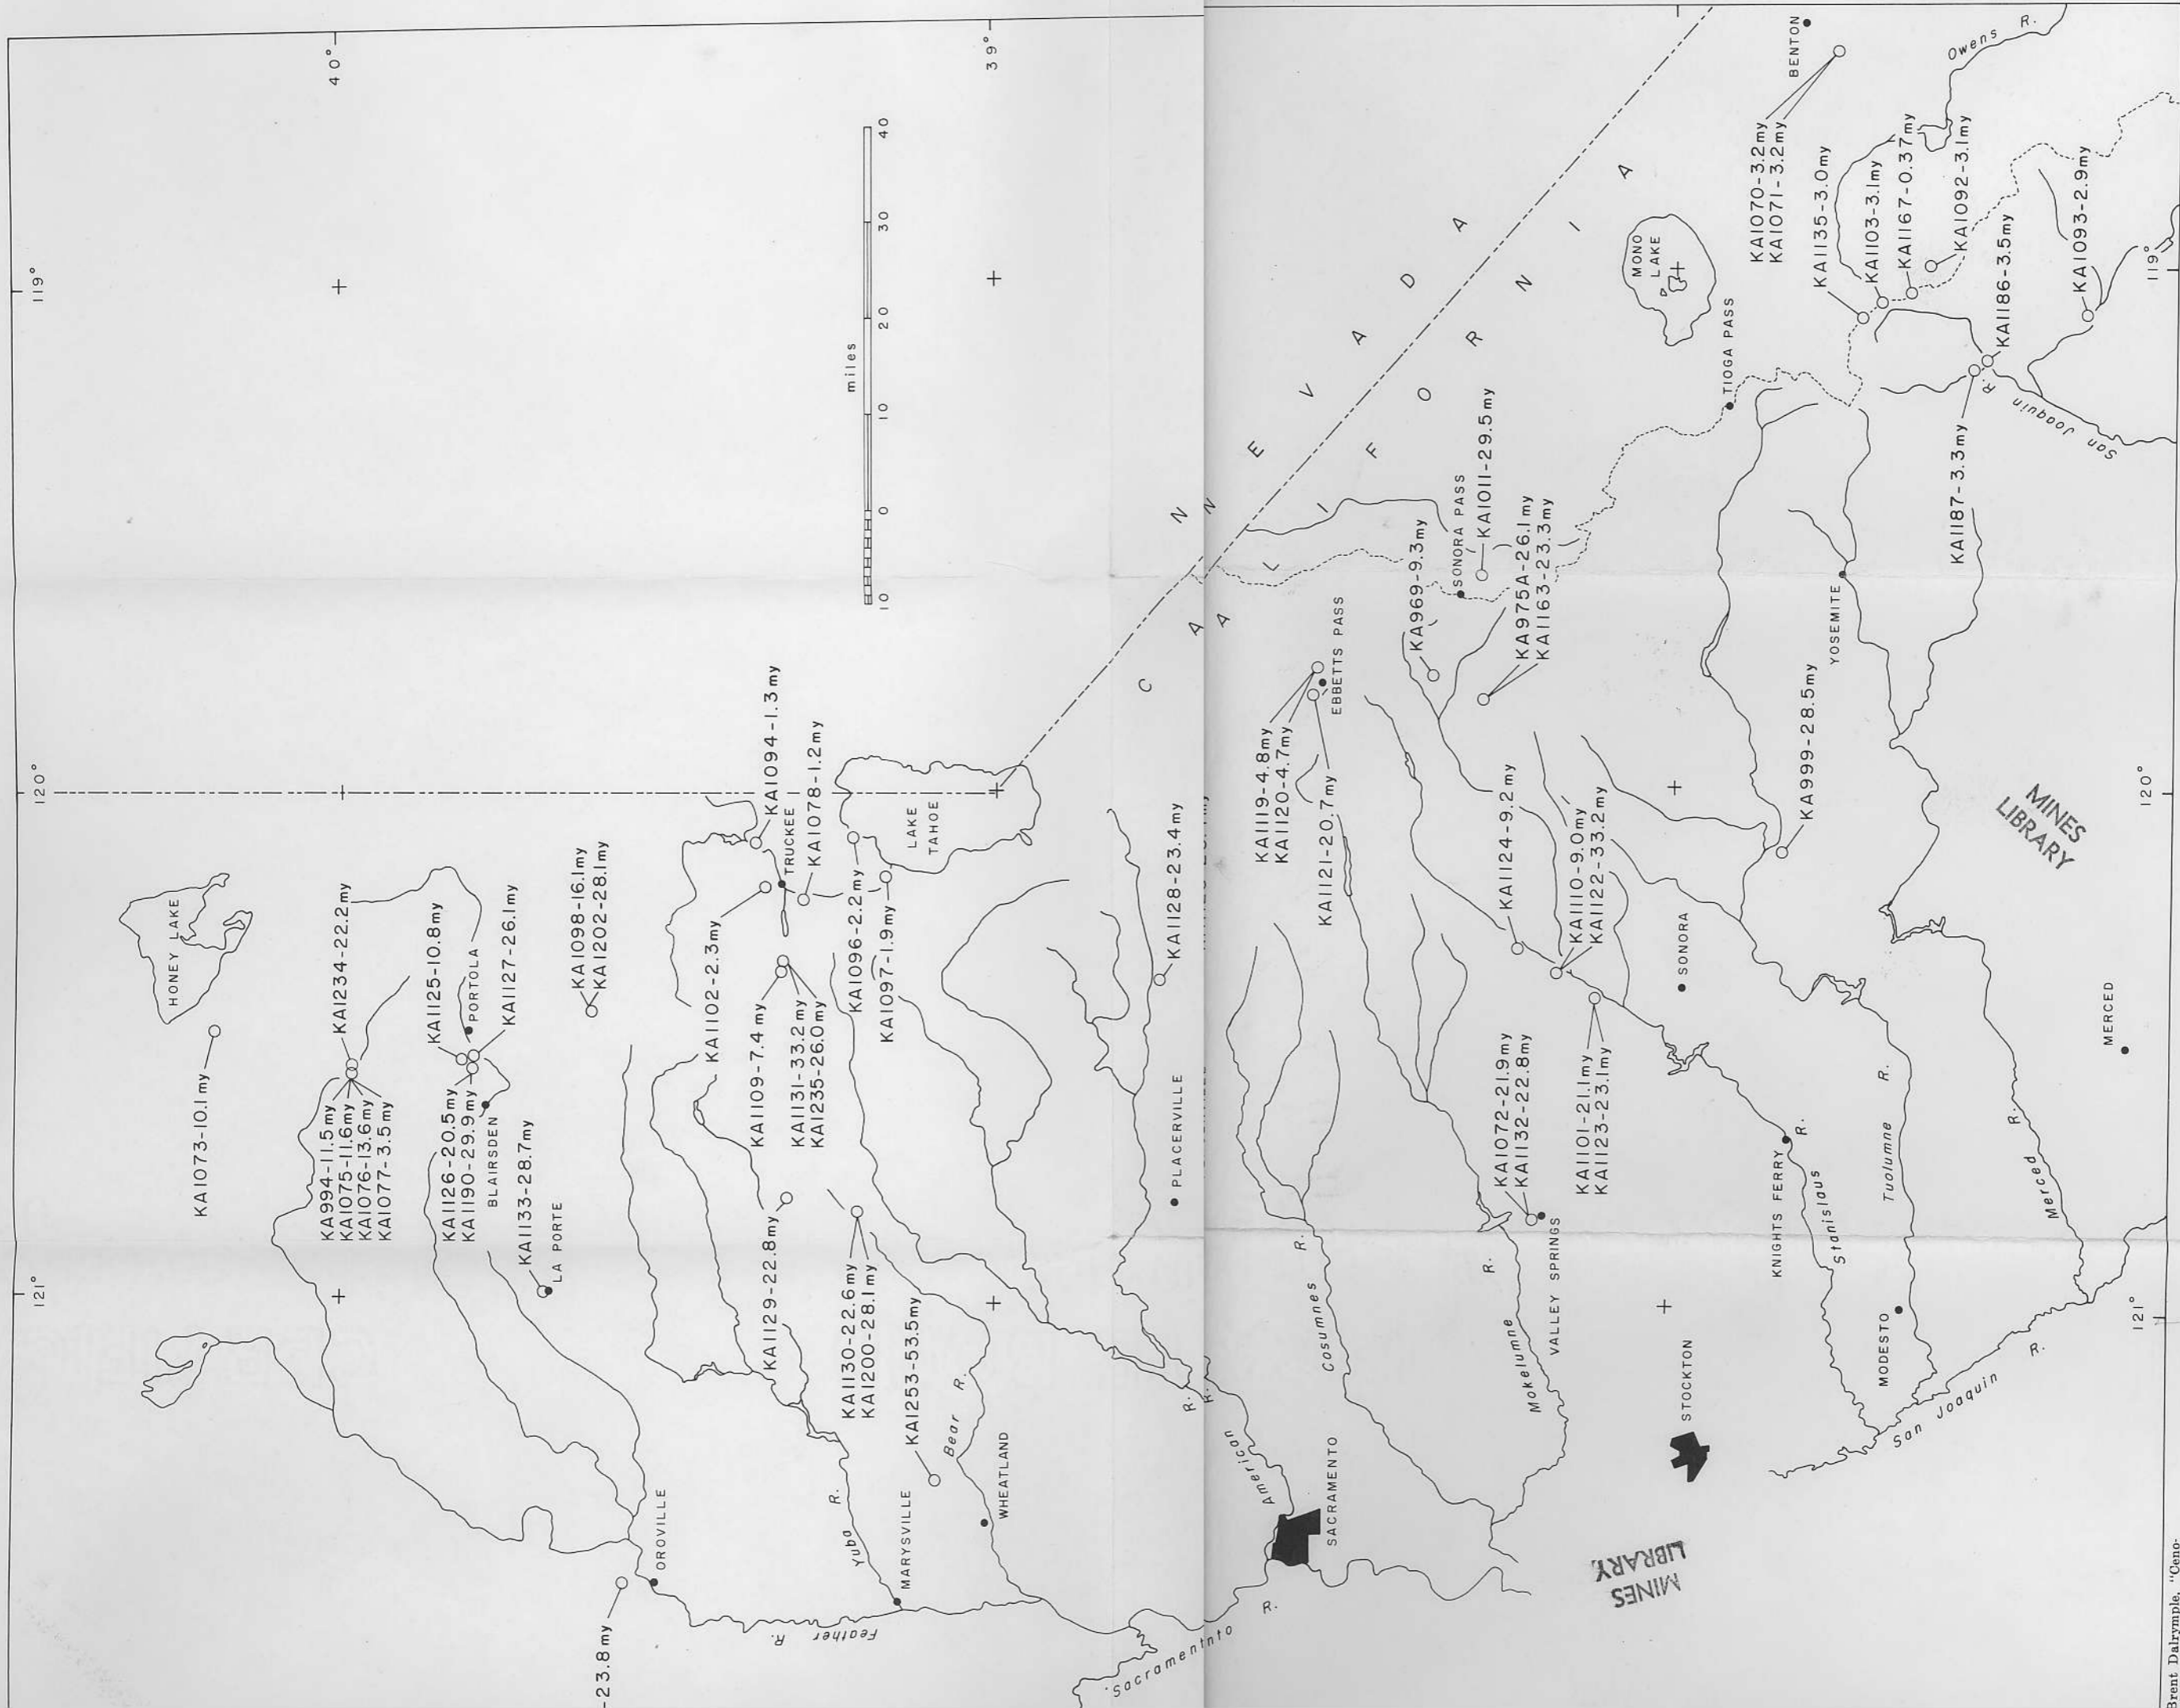 40°
39°
119°
miles
40
30
20
10
0
10
120°
121°
HONEY LAKE
KA1073-10.1my
KA1234-22.2my
KA994-11.5my
KA1075-11.6my
KA1076-13.6my
KA1077-3.5my
KA1125-10.8my
PORTOLA
KA1127-26.1my
KA1126-20.5my
KA1190-29.9my
BLAIRSDEN
KA1133-28.7my
LA PORTE
KA1098-16.1my
KA1202-28.1my
KA1094-1.3my
TRUCKEE
KA1078-1.2my
KA1102-2.3my
KA1109-7.4my
KA1131-33.2my
KA1235-26.0my
KA1096-2.2my
KA1097-1.9my
LAKE
TAHOE
KA1129-22.8my
KA1130-22.6my
KA1200-28.1my
KA1253-53.5my
Bear R.
WHEATLAND
Yuba R.
MARYSVILLE
OROVILLE
-23.8my
Feather R.
Sacramentnto R.
American R.
R.
SACRAMENTO
PLACERVILLE
KA1128-23.4my
NEVADA
CALIFORNIA
N
A
KA1119-4.8my
KA1120-4.7my
KA1121-20.7my
EBBETTS PASS
KA969-9.3my
SONORA PASS
KA1011-29.5my
KA975A-26.1my
KA1163-23.3my
KA1124-9.2my
KA1110-9.0my
KA1122-33.2my
SONORA
KA1072-21.9my
KA1132-22.8my
VALLEY SPRINGS
KA1101-21.1my
KA1123-23.1my
Cosumnes R.
Mokelumne R.
STOCKTON
KNIGHTS FERRY
Stanislaus R.
Tuolumne R.
Merced R.
MODESTO
San Joaquin R.
MERCED
KA999-28.5my
YOSEMITE
TIOGA PASS
MONO
LAKE
BENTON
Owens R.
KA1070-3.2my
KA1071-3.2my
KA1135-3.0my
KA1103-3.1my
KA1167-0.37my
KA1092-3.1my
KA1186-3.5my
KA1187-3.3my
KA1093-2.9my
San Joaquin R.
119°
120°
121°
MINES
LIBRARY
MINES
LIBRARY
Brent Dalrymple, "Ceno-